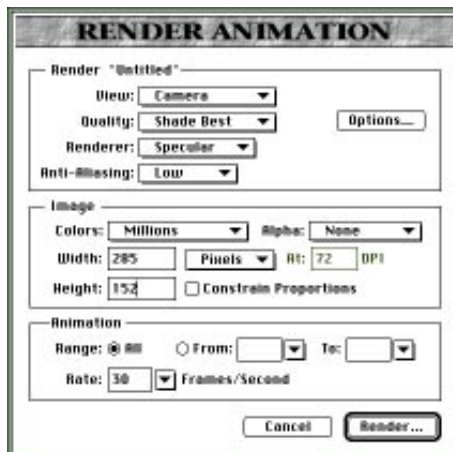 RENDER ANIMATION
Render "Untitled"
View: Camera
Quality: Shade Best Options...
Renderer: Specular
Anti-Aliasing: Low
Image
Colors: Millions Alpha: None
Width: 285 Pixels At: 72 DPI
Height: 152 Constrain Proportions
Animation
Range: All From: To:
Rate: 30 Frames/Second
Cancel Render...